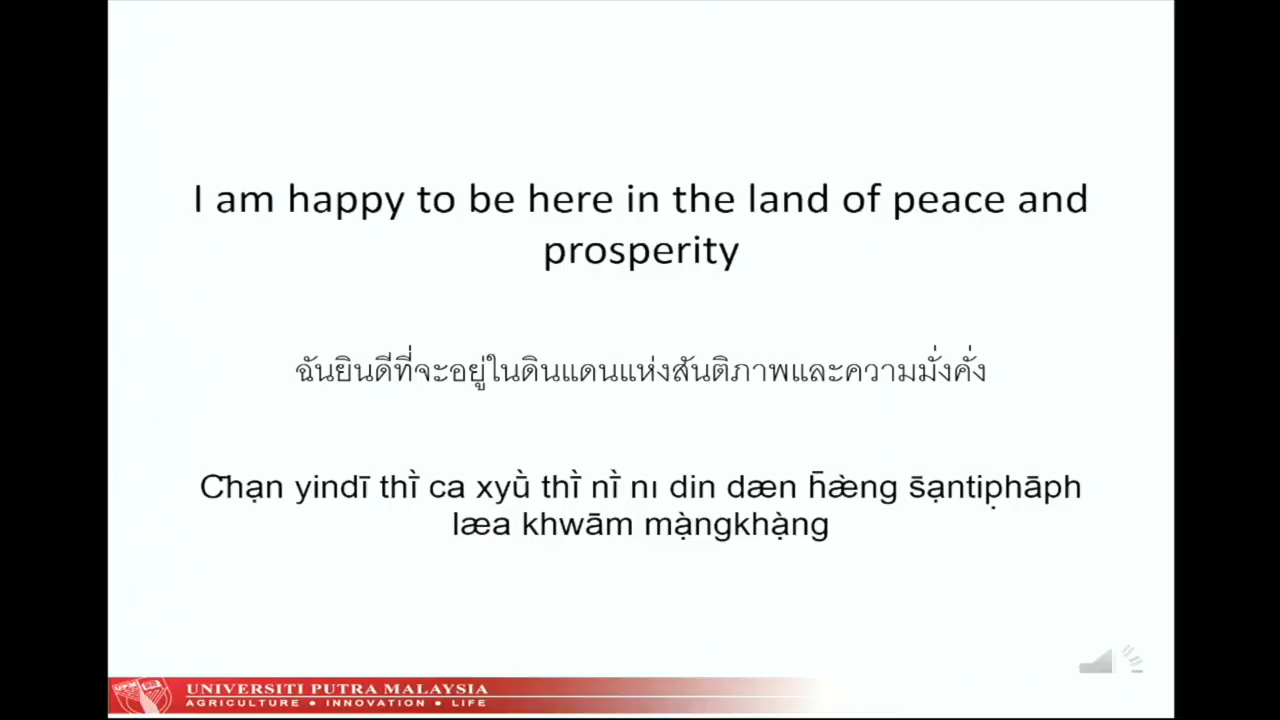 I am happy to be here in the land of peace and
prosperity
ฉันยินดีที่จะอยู่ในดินแดนแห่งสันติภาพและความมั่งคั่ง
C̄hạn yindī thī̀ ca xyū̀ thī̀ nī̀ nı din dæn h̄æ̀ng s̄ạntip̣hāph
læa khwām mạ̀ngkhạ̀ng
UNIVERSITI PUTRA MALAYSIA
AGRICULTURE • INNOVATION • LIFE